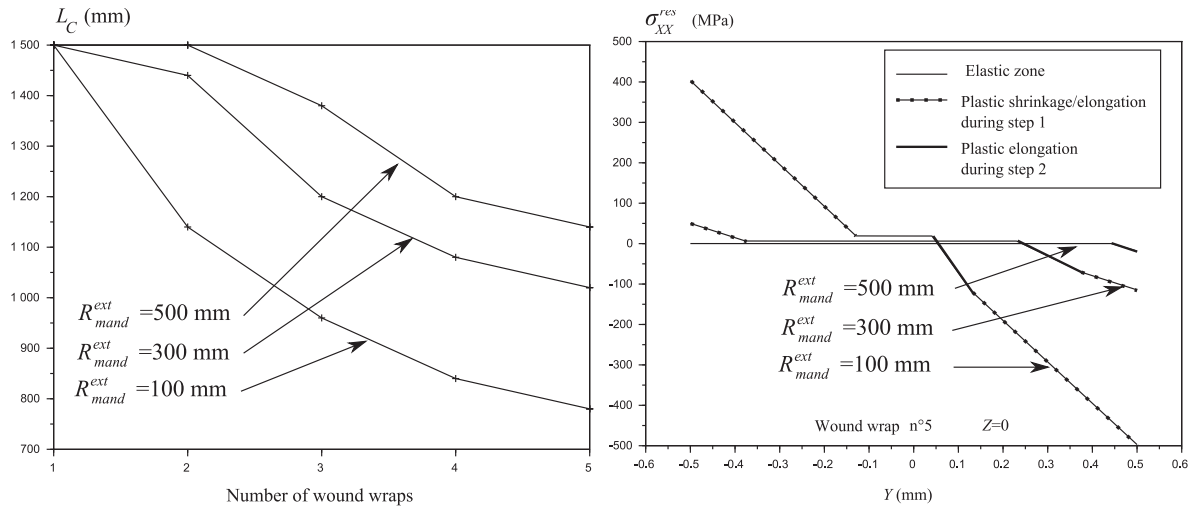 L_C (mm)
1 500
1 400
1 300
1 200
1 100
1 000
900
800
700
R_mand^ext =500 mm
R_mand^ext =300 mm
R_mand^ext =100 mm
1
2
3
4
5
Number of wound wraps
σ_XX^res (MPa)
500
400
300
200
100
0
-100
-200
-300
-400
-500
Elastic zone
Plastic shrinkage/elongation
during step 1
Plastic elongation
during step 2
R_mand^ext =500 mm
R_mand^ext =300 mm
R_mand^ext =100 mm
Wound wrap n°5 Z=0
-0.6
-0.5
-0.4
-0.3
-0.2
-0.1
0
0.1
0.2
0.3
0.4
0.5
0.6
Y (mm)